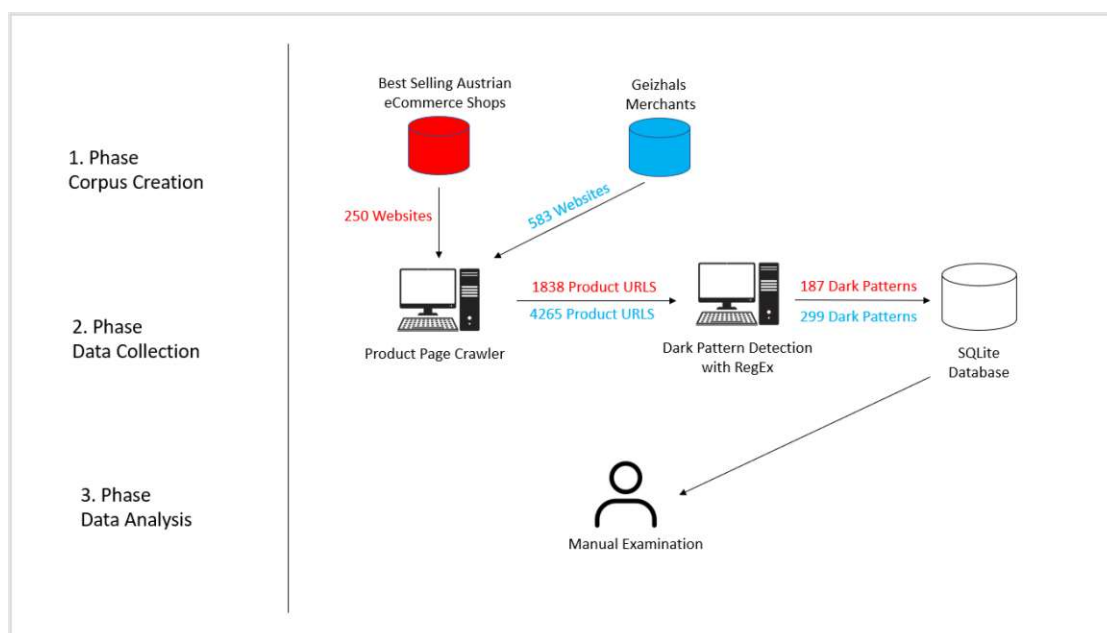 Best Selling Austrian
eCommerce Shops
Geizhals
Merchants
1. Phase
Corpus Creation
250 Websites
583 Websites
1838 Product URLS
4265 Product URLS
187 Dark Patterns
299 Dark Patterns
2. Phase
Data Collection
Product Page Crawler
Dark Pattern Detection
with RegEx
SQLite
Database
3. Phase
Data Analysis
Manual Examination